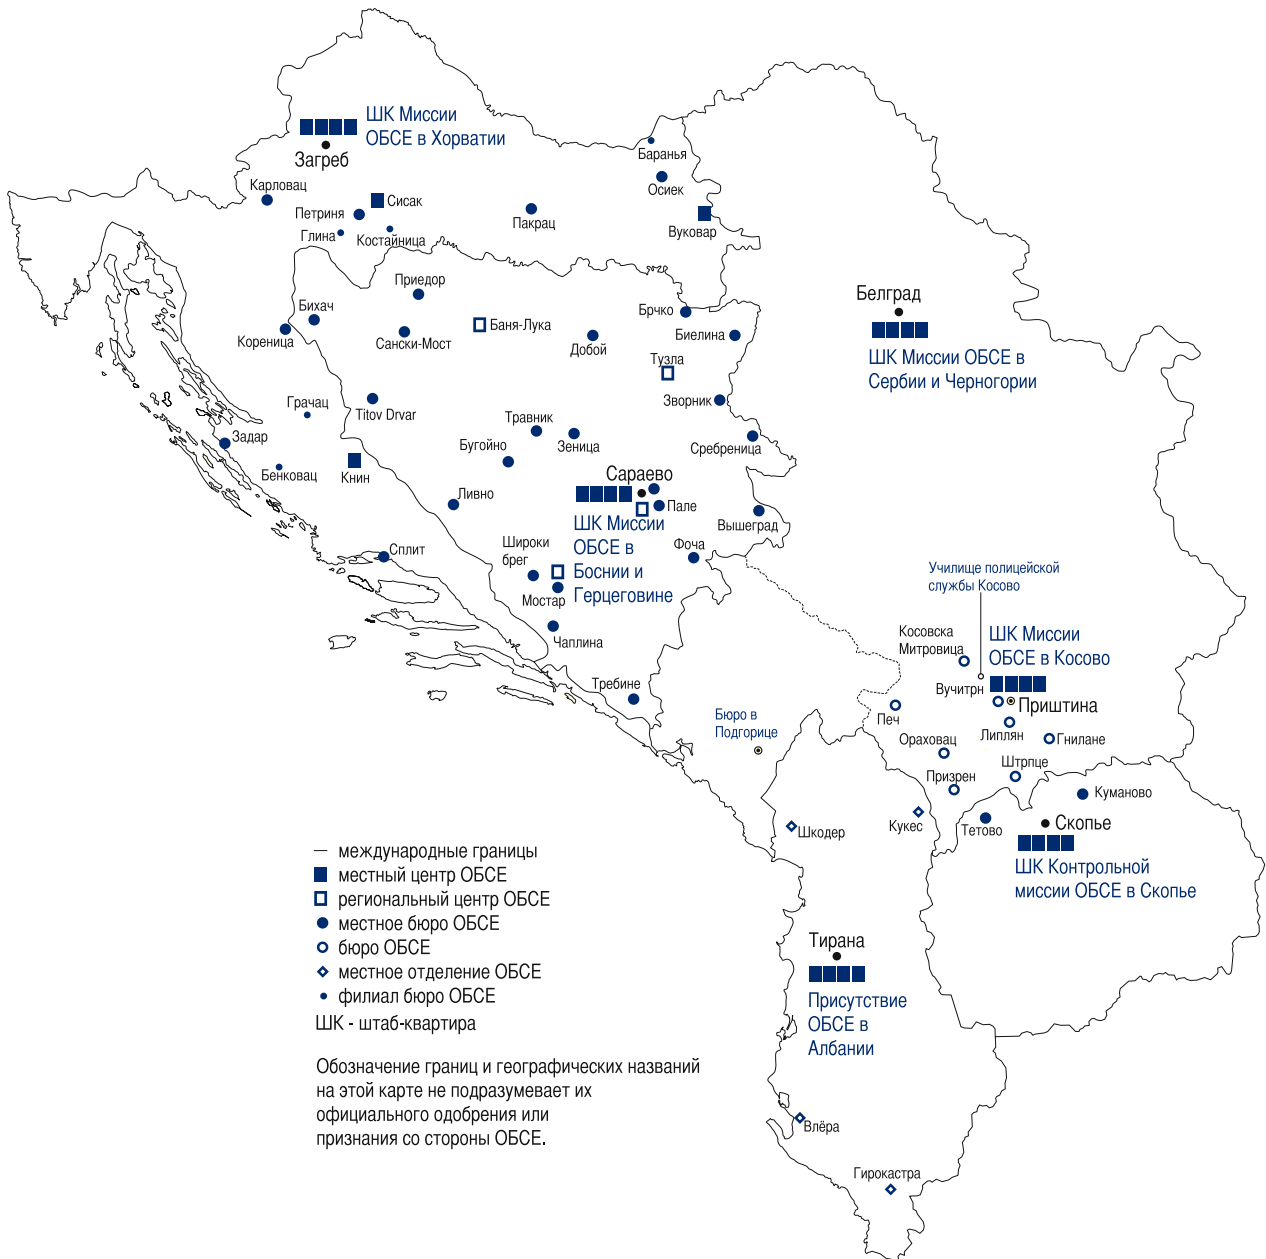 ШК Миссии
ОБСЕ в Хорватии
Загреб
Баранья
Осиек
Карловац
Сисак
Петриня
Глина
Костайница
Пакрац
Вуковар
Приедор
Бихач
Кореница
Сански-Мост
Баня-Лука
Добой
Брчко
Биелина
Тузла
Белград
ШК Миссии ОБСЕ в
Сербии и Черногории
Грачац
Titov Drvar
Зворник
Травник
Зеница
Бугойно
Сребреница
Задар
Бенковац
Книн
Сараево
Ливно
Пале
Вышеград
ШК Миссии
ОБСЕ в
Боснии и
Герцеговине
Сплит
Широки
брег
Фоча
Мостар
Чаплина
Требине
Училище полицейской
службы Косово
Косовска
Митровица
ШК Миссии
ОБСЕ в Косово
Вучитрн
Приштина
Печ
Липлян
Гнилане
Ораховац
Штрпце
Призрен
Бюро в
Подгорице
Куманово
Шкодер
Кукес
Тетово
Скопье
ШК Контрольной
миссии ОБСЕ в Скопье
Тирана
Присутствие
ОБСЕ в
Албании
Влёра
Гирокастра
международные границы
местный центр ОБСЕ
региональный центр ОБСЕ
местное бюро ОБСЕ
бюро ОБСЕ
местное отделение ОБСЕ
филиал бюро ОБСЕ
ШК - штаб-квартира
Обозначение границ и географических названий
на этой карте не подразумевает их
официального одобрения или
признания со стороны ОБСЕ.